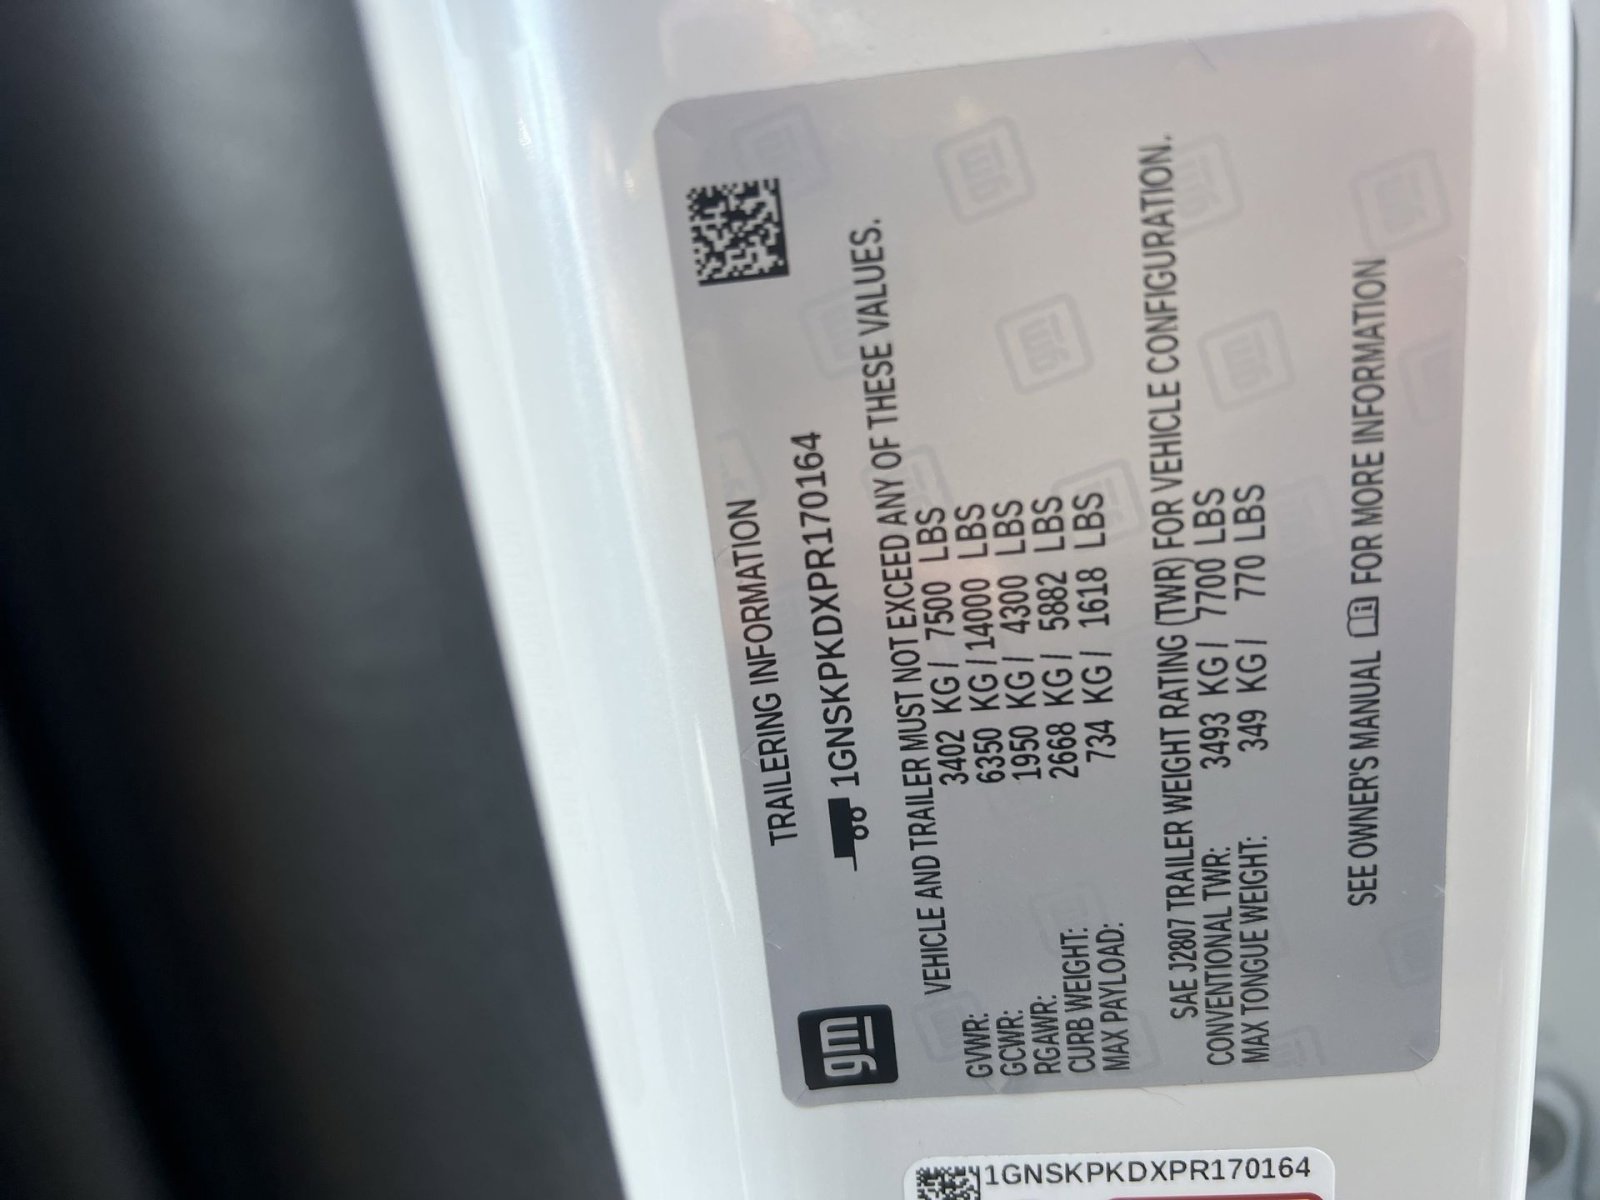 gm
TRAILERING INFORMATION
1GNSKPKDXPR170164
VEHICLE AND TRAILER MUST NOT EXCEED ANY OF THESE VALUES.
GVWR: 3402 KG / 7500 LBS
GCWR: 6350 KG / 14000 LBS
RGAWR: 1950 KG / 4300 LBS
CURB WEIGHT: 2668 KG / 5882 LBS
MAX PAYLOAD: 734 KG / 1618 LBS
SAE J2807 TRAILER WEIGHT RATING (TWR) FOR VEHICLE CONFIGURATION.
CONVENTIONAL TWR: 3493 KG / 7700 LBS
MAX TONGUE WEIGHT: 349 KG / 770 LBS
SEE OWNER'S MANUAL FOR MORE INFORMATION
1GNSKPKDXPR170164